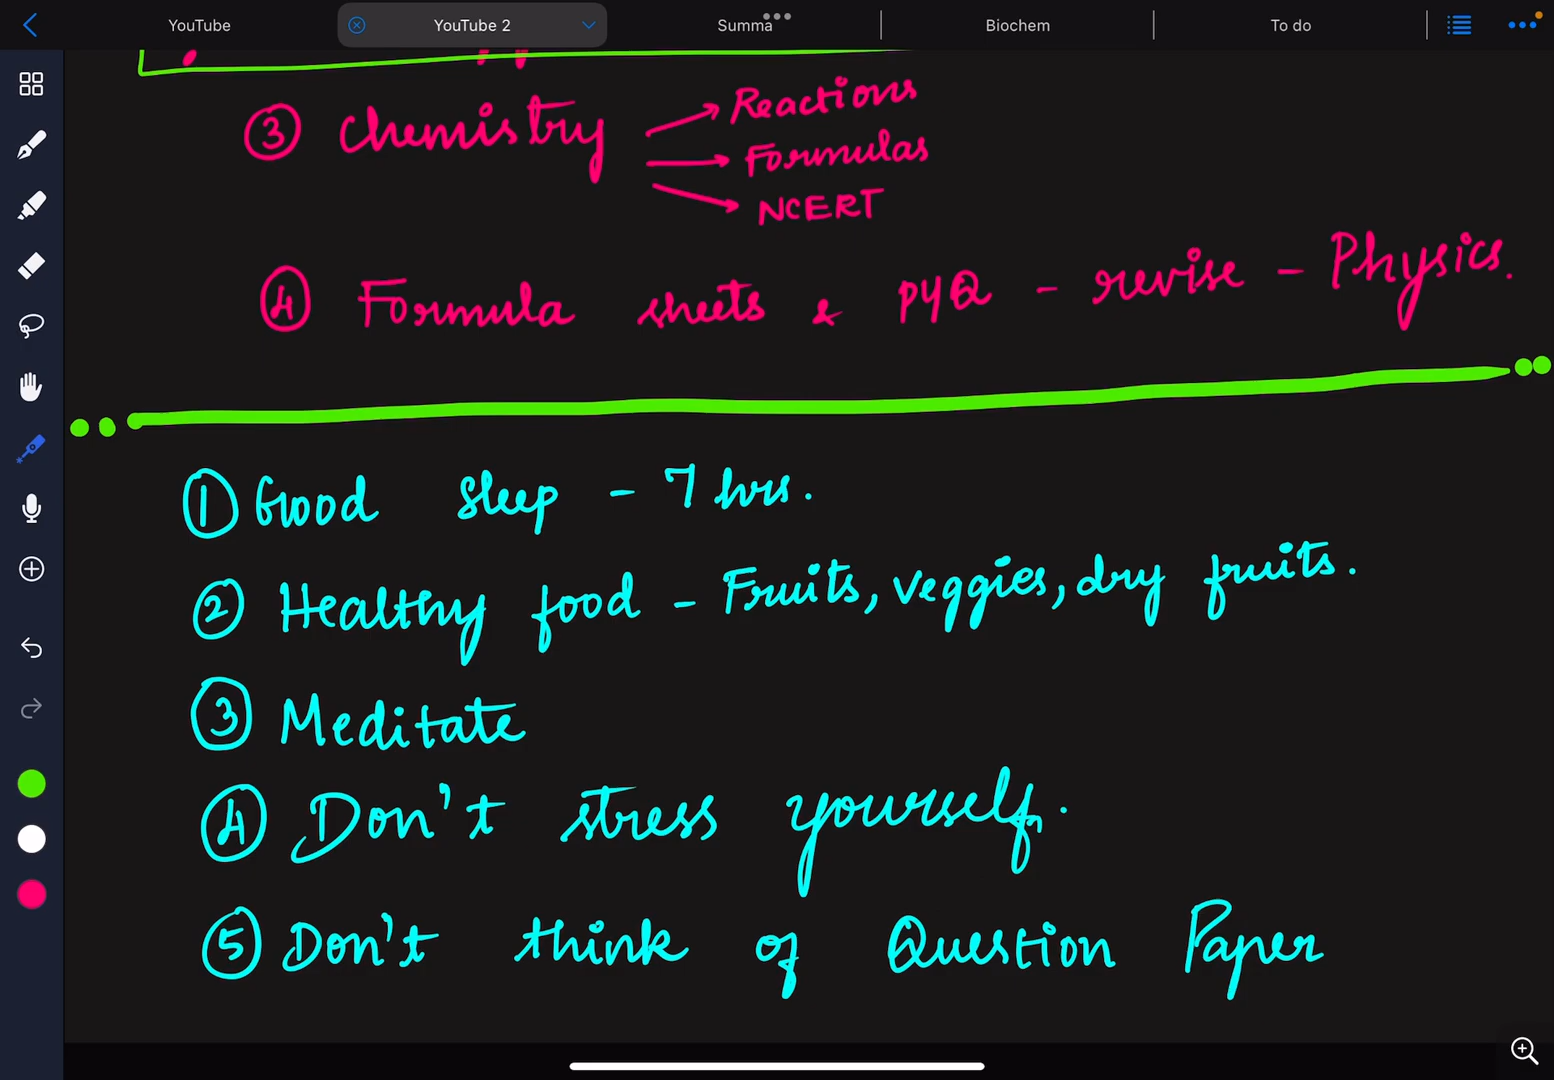 YouTube YouTube 2 Summa Biochem To do
③ Chemistry → Reactions
→ Formulas
→ NCERT
④ Formula sheets & PYQ - revise - Physics.
① Good sleep - 7 hrs.
② Healthy food - Fruits, veggies, dry fruits.
③ Meditate
④ Don't stress yourself.
⑤ Don't think of Question Paper